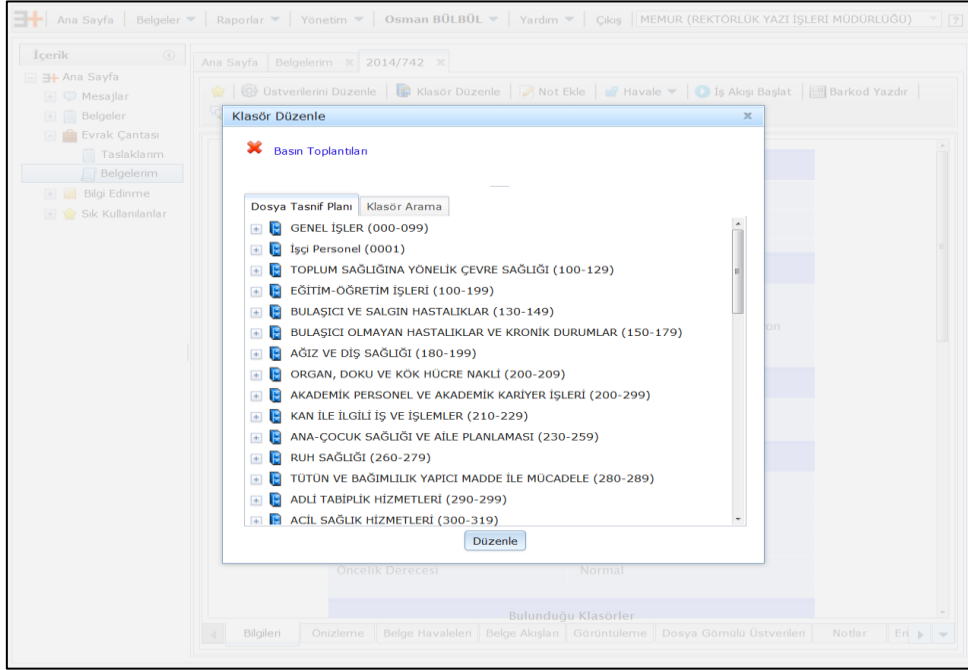 Ana Sayfa Belgeler Raporlar Yönetim Osman BÜLBÜL Yardım Çıkış MEMUR (REKTÖRLÜK YAZI İŞLERİ MÜDÜRLÜĞÜ)
İçerik
Ana Sayfa
Mesajlar
Belgeler
Evrak Çantası
Taslaklarım
Belgelerim
Bilgi Edinme
Sık Kullanılanlar
Ana Sayfa Belgelerim 2014/742
Üstverilerini Düzenle Klasör Düzenle Not Ekle Havale İş Akışı Başlat Barkod Yazdır
Klasör Düzenle
Basın Toplantıları
Dosya Tasnif Planı Klasör Arama
GENEL İŞLER (000-099)
İşçi Personel (0001)
TOPLUM SAĞLIĞINA YÖNELİK ÇEVRE SAĞLIĞI (100-129)
EĞİTİM-ÖĞRETİM İŞLERİ (100-199)
BULAŞICI VE SALGIN HASTALIKLAR (130-149)
BULAŞICI OLMAYAN HASTALIKLAR VE KRONİK DURUMLAR (150-179)
AĞIZ VE DİŞ SAĞLIĞI (180-199)
ORGAN, DOKU VE KÖK HÜCRE NAKLİ (200-209)
AKADEMİK PERSONEL VE AKADEMİK KARİYER İŞLERİ (200-299)
KAN İLE İLGİLİ İŞ VE İŞLEMLER (210-229)
ANA-ÇOCUK SAĞLIĞI VE AİLE PLANLAMASI (230-259)
RUH SAĞLIĞI (260-279)
TÜTÜN VE BAĞIMLILIK YAPICI MADDE İLE MÜCADELE (280-289)
ADLİ TABİPLİK HİZMETLERİ (290-299)
ACİL SAĞLIK HİZMETLERİ (300-319)
Düzenle
Öncelik Derecesi Normal
Bulunduğu Klasörler
Bilgileri Önizleme Belge Havaleleri Belge Akışları Görüntüleme Dosya Gömülü Üstverileri Notlar